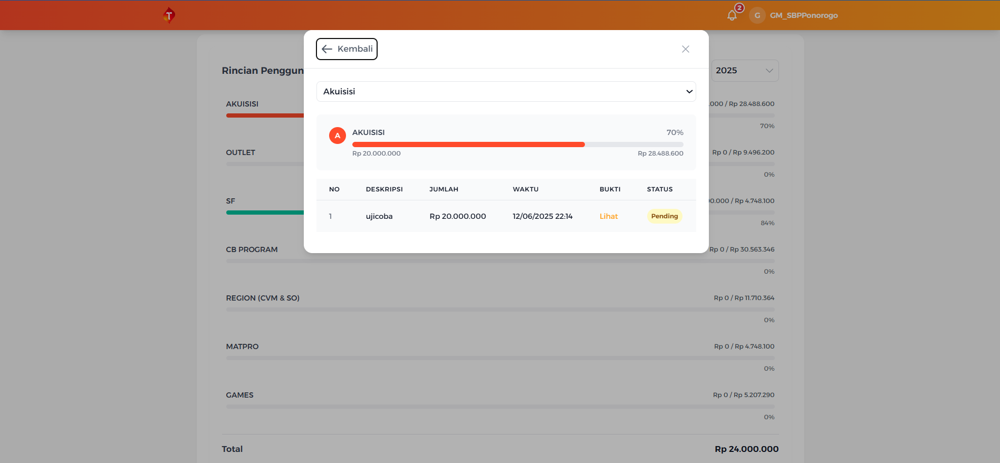 T
2
G
GM_SBPPonorogo
Kembali
Rincian Penggun
2025
Akuisisi
AKUISISI
.000 / Rp 28.488.600
70%
A
AKUISISI
70%
Rp 20.000.000
Rp 28.488.600
OUTLET
Rp 0 / Rp 9.496.200
0%
NO DESKRIPSI JUMLAH WAKTU BUKTI STATUS
1 ujicoba Rp 20.000.000 12/06/2025 22:14 Lihat Pending
SF
00.000 / Rp 4.748.100
84%
CB PROGRAM
Rp 0 / Rp 30.563.346
0%
REGION (CVM & SO)
Rp 0 / Rp 11.710.364
0%
MATPRO
Rp 0 / Rp 4.748.100
0%
GAMES
Rp 0 / Rp 5.207.290
0%
Total
Rp 24.000.000